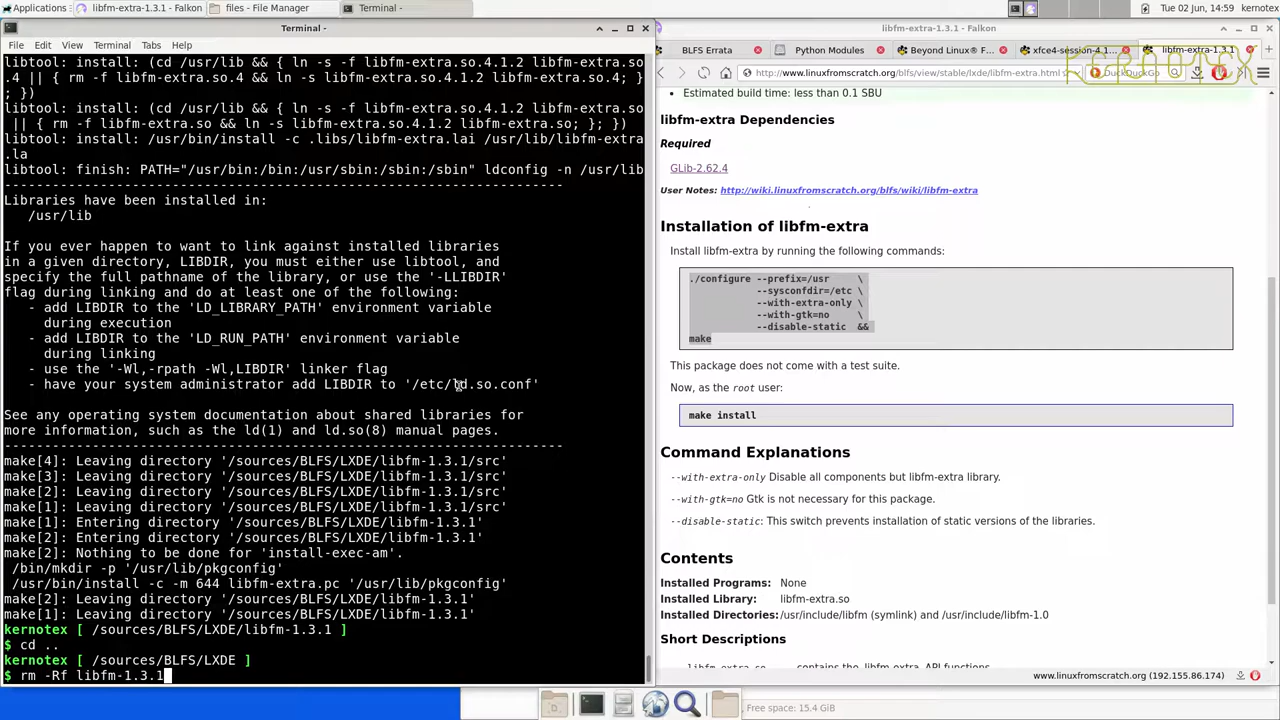 Applications
libfm-extra-1.3.1 - Falkon
files - File Manager
Terminal -
Tue 02 Jun, 14:59
kernotex
Terminal -
File Edit View Terminal Tabs Help
libtool: install: (cd /usr/lib && { ln -s -f libfm-extra.so.4.1.2 libfm-extra.so
.4 || { rm -f libfm-extra.so.4 && ln -s libfm-extra.so.4.1.2 libfm-extra.so.4; }
; })
libtool: install: (cd /usr/lib && { ln -s -f libfm-extra.so.4.1.2 libfm-extra.so
|| { rm -f libfm-extra.so && ln -s libfm-extra.so.4.1.2 libfm-extra.so; }; })
libtool: install: /usr/bin/install -c .libs/libfm-extra.lai /usr/lib/libfm-extra
.la
libtool: finish: PATH="/usr/bin:/bin:/usr/sbin:/sbin:/sbin" ldconfig -n /usr/lib
----------------------------------------------------------------------
Libraries have been installed in:
/usr/lib
If you ever happen to want to link against installed libraries
in a given directory, LIBDIR, you must either use libtool, and
specify the full pathname of the library, or use the '-LLIBDIR'
flag during linking and do at least one of the following:
- add LIBDIR to the 'LD_LIBRARY_PATH' environment variable
during execution
- add LIBDIR to the 'LD_RUN_PATH' environment variable
during linking
- use the '-Wl,-rpath -Wl,LIBDIR' linker flag
- have your system administrator add LIBDIR to '/etc/ld.so.conf'
See any operating system documentation about shared libraries for
more information, such as the ld(1) and ld.so(8) manual pages.
----------------------------------------------------------------------
make[4]: Leaving directory '/sources/BLFS/LXDE/libfm-1.3.1/src'
make[3]: Leaving directory '/sources/BLFS/LXDE/libfm-1.3.1/src'
make[2]: Leaving directory '/sources/BLFS/LXDE/libfm-1.3.1/src'
make[1]: Leaving directory '/sources/BLFS/LXDE/libfm-1.3.1/src'
make[1]: Entering directory '/sources/BLFS/LXDE/libfm-1.3.1'
make[2]: Entering directory '/sources/BLFS/LXDE/libfm-1.3.1'
make[2]: Nothing to be done for 'install-exec-am'.
/bin/mkdir -p '/usr/lib/pkgconfig'
/usr/bin/install -c -m 644 libfm-extra.pc '/usr/lib/pkgconfig'
make[2]: Leaving directory '/sources/BLFS/LXDE/libfm-1.3.1'
make[1]: Leaving directory '/sources/BLFS/LXDE/libfm-1.3.1'
kernotex [ /sources/BLFS/LXDE/libfm-1.3.1 ]
$ cd ..
kernotex [ /sources/BLFS/LXDE ]
$ rm -Rf libfm-1.3.1
libfm-extra-1.3.1 - Falkon
BLFS Errata
Python Modules
Beyond Linux® F...
xfce4-session-4.1...
libfm-extra-1.3.1
http://www.linuxfromscratch.org/blfs/view/stable/lxde/libfm-extra.html
DuckDuckGo
KERNOTEX
• Estimated build time: less than 0.1 SBU
libfm-extra Dependencies
Required
GLib-2.62.4
User Notes: http://wiki.linuxfromscratch.org/blfs/wiki/libfm-extra
Installation of libfm-extra
Install libfm-extra by running the following commands:
./configure --prefix=/usr \
--sysconfdir=/etc \
--with-extra-only \
--with-gtk=no \
--disable-static &&
make
This package does not come with a test suite.
Now, as the root user:
make install
Command Explanations
--with-extra-only Disable all components but libfm-extra library.
--with-gtk=no Gtk is not necessary for this package.
--disable-static: This switch prevents installation of static versions of the libraries.
Contents
Installed Programs: None
Installed Library: libfm-extra.so
Installed Directories: /usr/include/libfm (symlink) and /usr/include/libfm-1.0
Short Descriptions
libfm-extra.so contains the libfm-extra API functions
www.linuxfromscratch.org (192.155.86.174)
Free space: 15.4 GiB